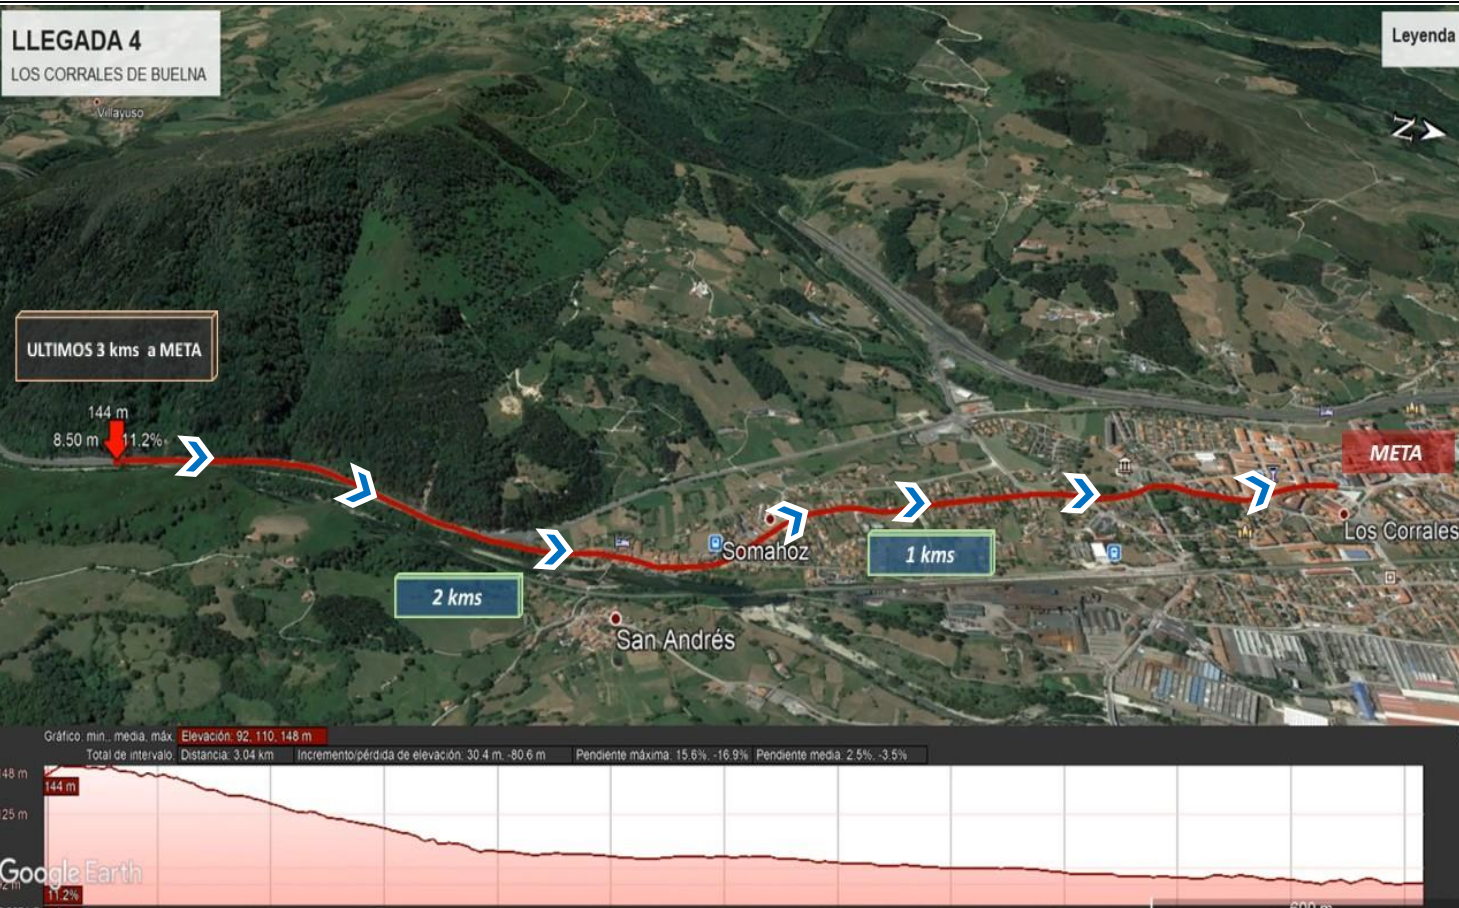 LLEGADA 4
LOS CORRALES DE BUELNA
Leyenda
Villayuso
N
ULTIMOS 3 kms a META
144 m
8.50 m 11.2%
META
Los Corrales
Somahoz
1 kms
2 kms
San Andrés
Gráfico: min., media, máx. Elevación: 92, 110, 148 m
Total de intervalo: Distancia: 3.04 km Incremento/pérdida de elevación: 30.4 m, -80.6 m Pendiente máxima: 15.6%, -16.9% Pendiente media: 2.5%, -3.5%
148 m
144 m
125 m
Google Earth
92 m
11.2%
600 m